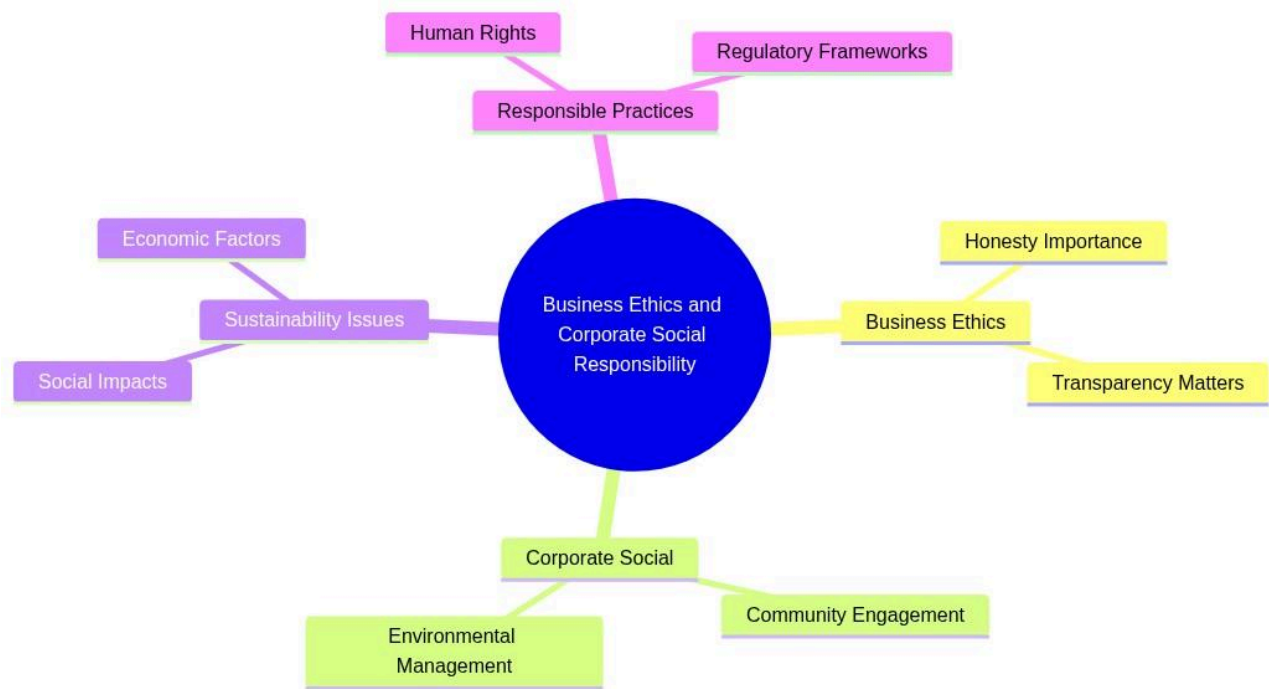 Human Rights
Regulatory Frameworks
Responsible Practices
Economic Factors
Sustainability Issues
Social Impacts
Business Ethics and
Corporate Social
Responsibility
Honesty Importance
Business Ethics
Transparency Matters
Corporate Social
Community Engagement
Environmental
Management